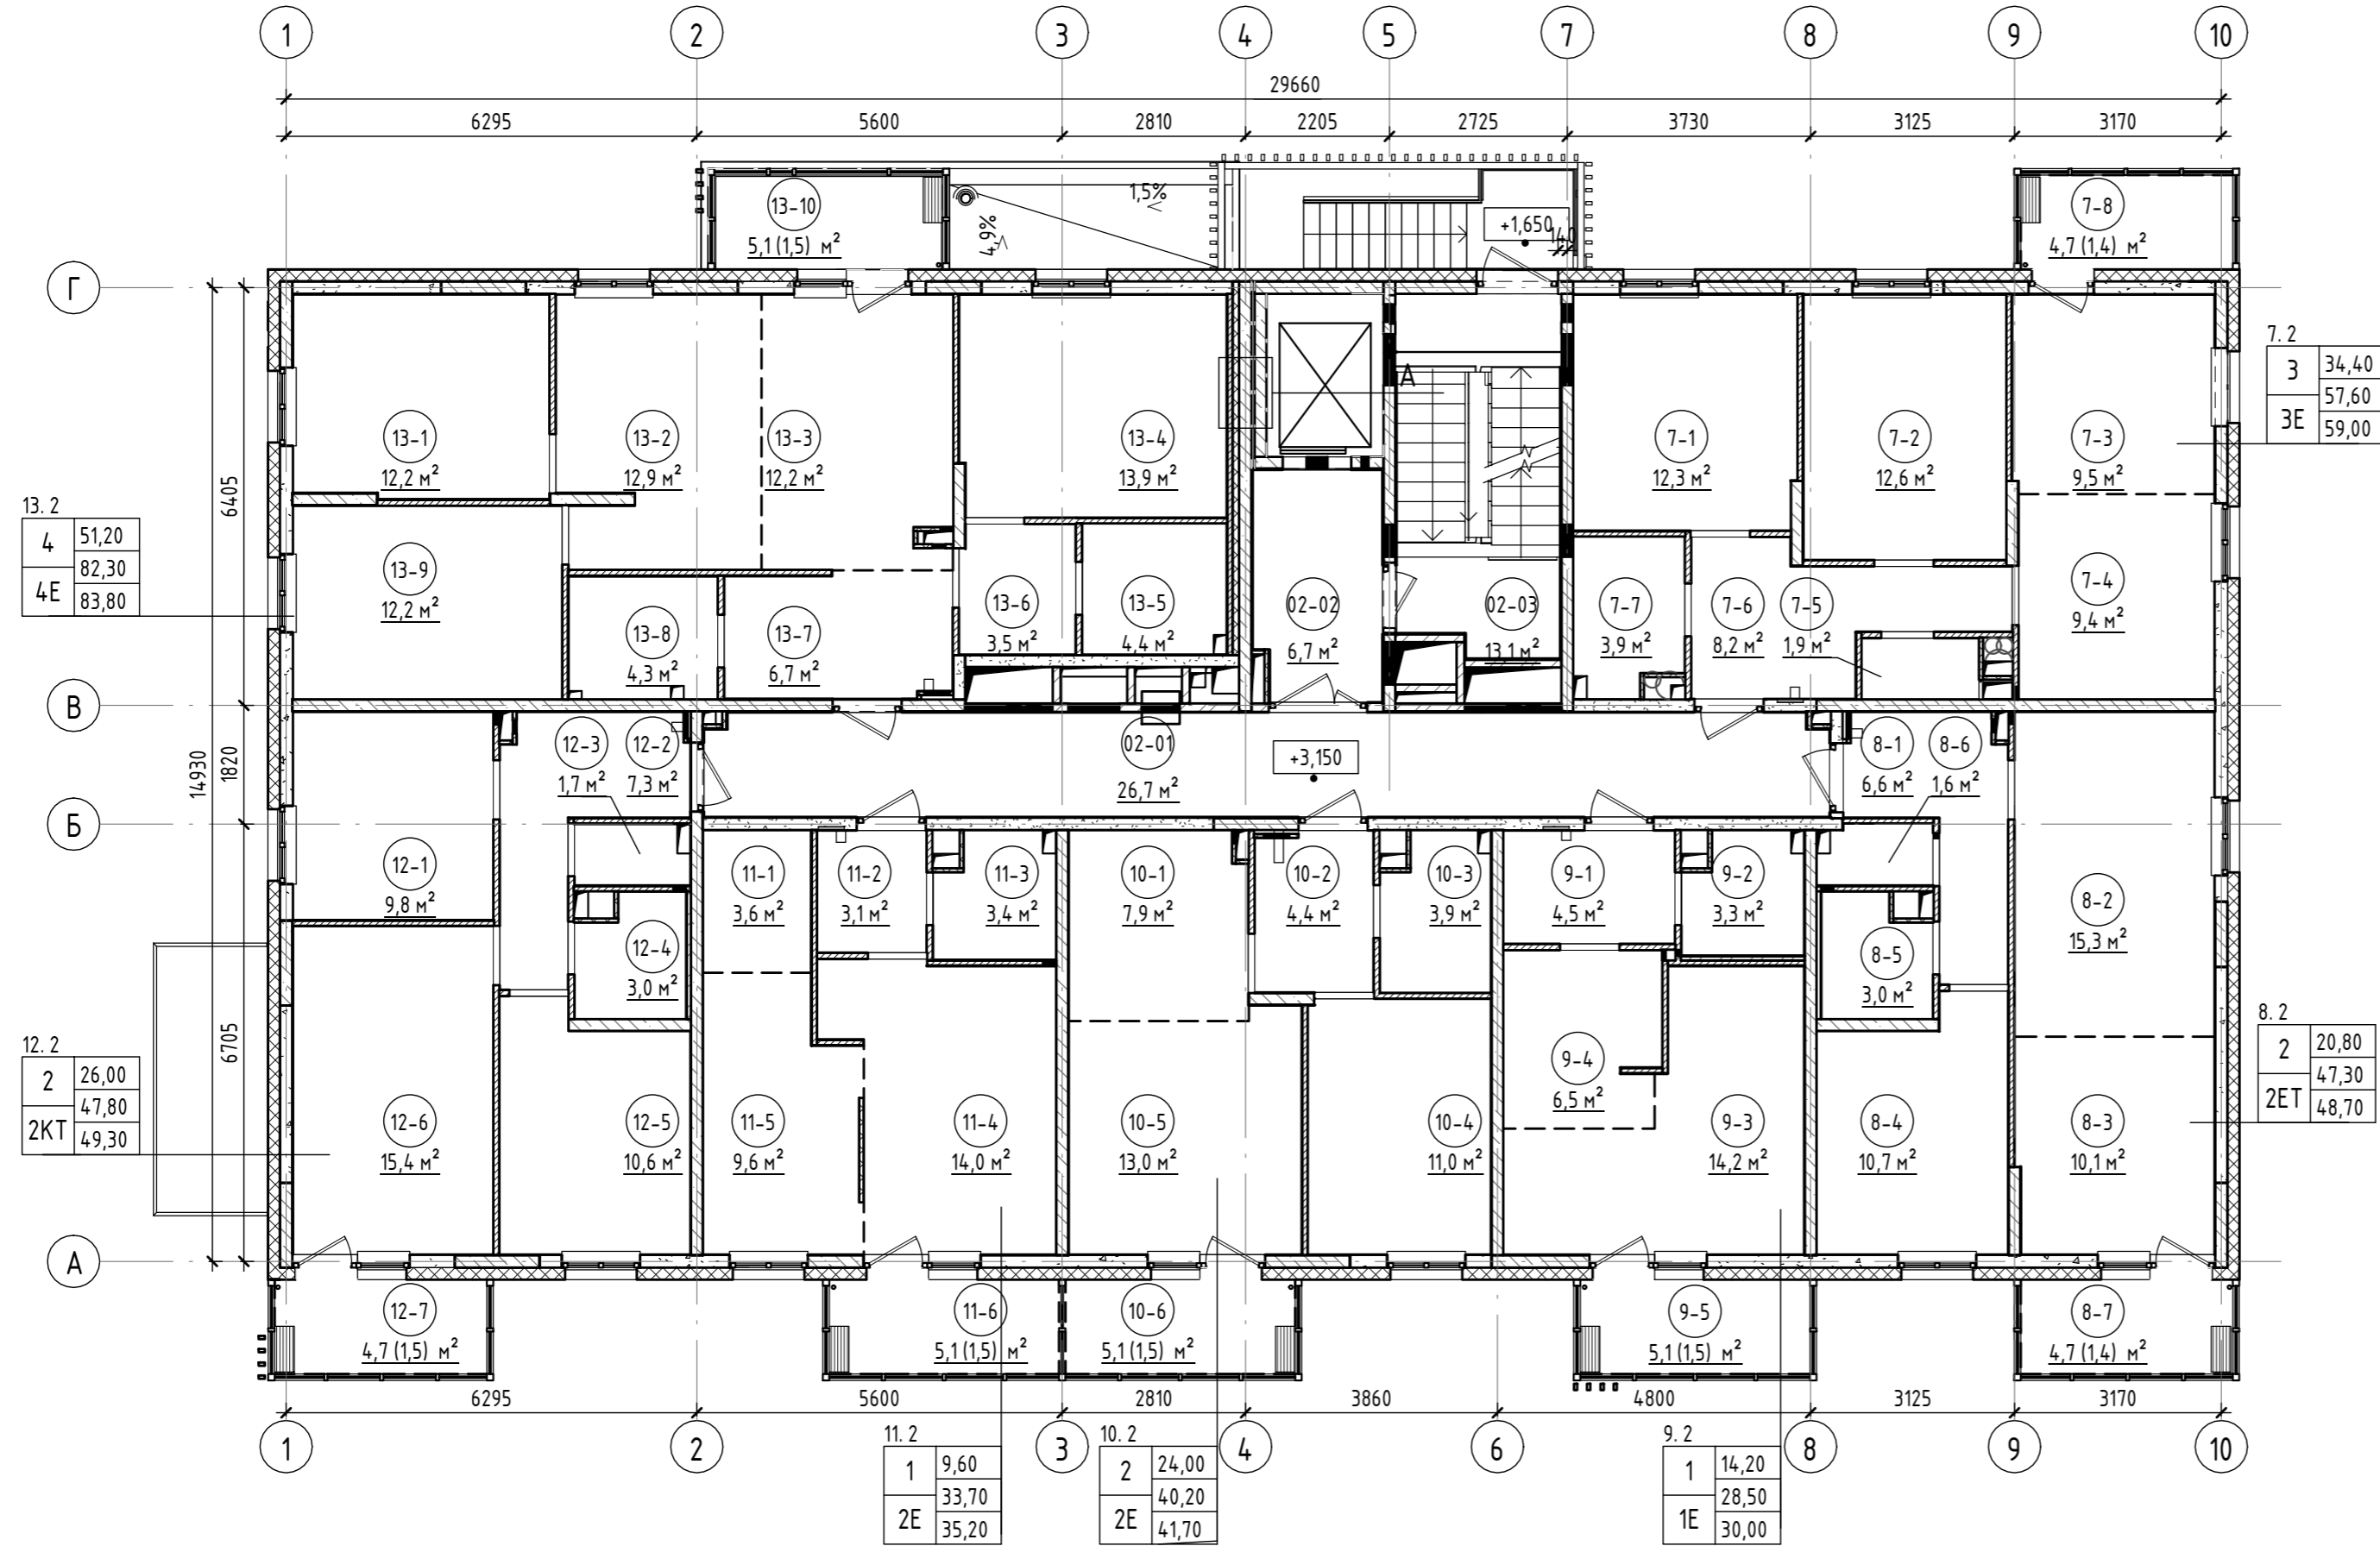 1 2 3 4 5 7 8 9 10
29660
6295 5600 2810 2205 2725 3730 3125 3170
13-10
5,1 (1,5) м²
1,5%
4,9%
+1,650
140
7-8
4,7 (1,4) м²
Г
7. 2
3 34,40
57,60
3Е 59,00
А
13-1
12,2 м²
13-2
12,9 м²
13-3
12,2 м²
13-4
13,9 м²
7-1
12,3 м²
7-2
12,6 м²
7-3
9,5 м²
6405
13. 2
4 51,20
82,30
4Е 83,80
13-9
12,2 м²
13-8
4,3 м²
13-7
6,7 м²
13-6
3,5 м²
13-5
4,4 м²
02-02
6,7 м²
02-03
13,1 м²
7-7
3,9 м²
7-6
8,2 м²
7-5
1,9 м²
7-4
9,4 м²
В
14930
1820
12-3
1,7 м²
12-2
7,3 м²
02-01
26,7 м²
+3,150
8-1
6,6 м²
8-6
1,6 м²
Б
12-1
9,8 м²
11-1
3,6 м²
11-2
3,1 м²
11-3
3,4 м²
10-1
7,9 м²
10-2
4,4 м²
10-3
3,9 м²
9-1
4,5 м²
9-2
3,3 м²
8-2
15,3 м²
12-4
3,0 м²
8-5
3,0 м²
6705
12. 2
2 26,00
47,80
2КТ 49,30
8. 2
2 20,80
47,30
2ЕТ 48,70
9-4
6,5 м²
12-6
15,4 м²
12-5
10,6 м²
11-5
9,6 м²
11-4
14,0 м²
10-5
13,0 м²
10-4
11,0 м²
9-3
14,2 м²
8-4
10,7 м²
8-3
10,1 м²
А
12-7
4,7 (1,5) м²
11-6
5,1 (1,5) м²
10-6
5,1 (1,5) м²
9-5
5,1 (1,5) м²
8-7
4,7 (1,4) м²
6295 5600 2810 3860 4800 3125 3170
1 2 3 4 6 8 9 10
11. 2
1 9,60
33,70
2Е 35,20
10. 2
2 24,00
40,20
2Е 41,70
9. 2
1 14,20
28,50
1Е 30,00